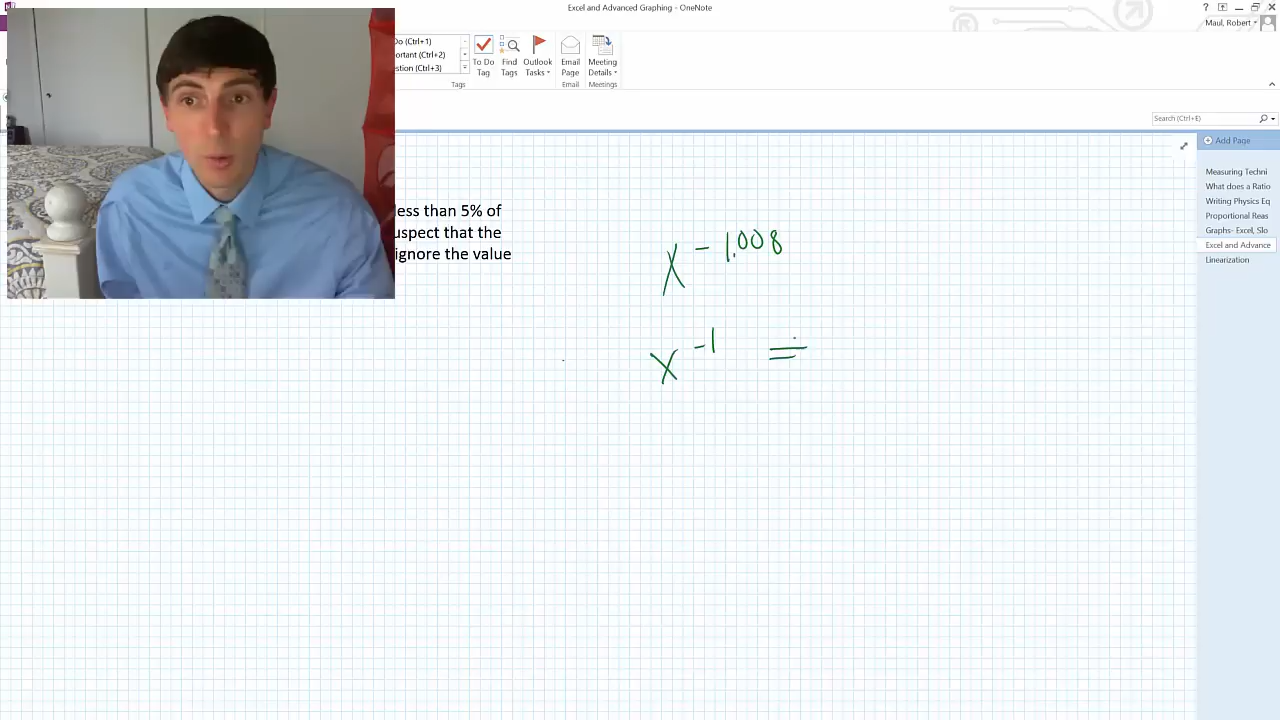 Excel and Advanced Graphing - OneNote
Maul, Robert
Do (Ctrl+1)
portant (Ctrl+2)
estion (Ctrl+3)
To Do Tag
Find Tags
Outlook Tasks
Email Page
Meeting Details
Tags
Email
Meetings
Search (Ctrl+E)
Add Page
Measuring Techni
What does a Ratio
Writing Physics Eq
Proportional Reas
Graphs- Excel, Slo
Excel and Advance
Linearization
less than 5% of
uspect that the
ignore the value
x^-1.008
x^-1 =